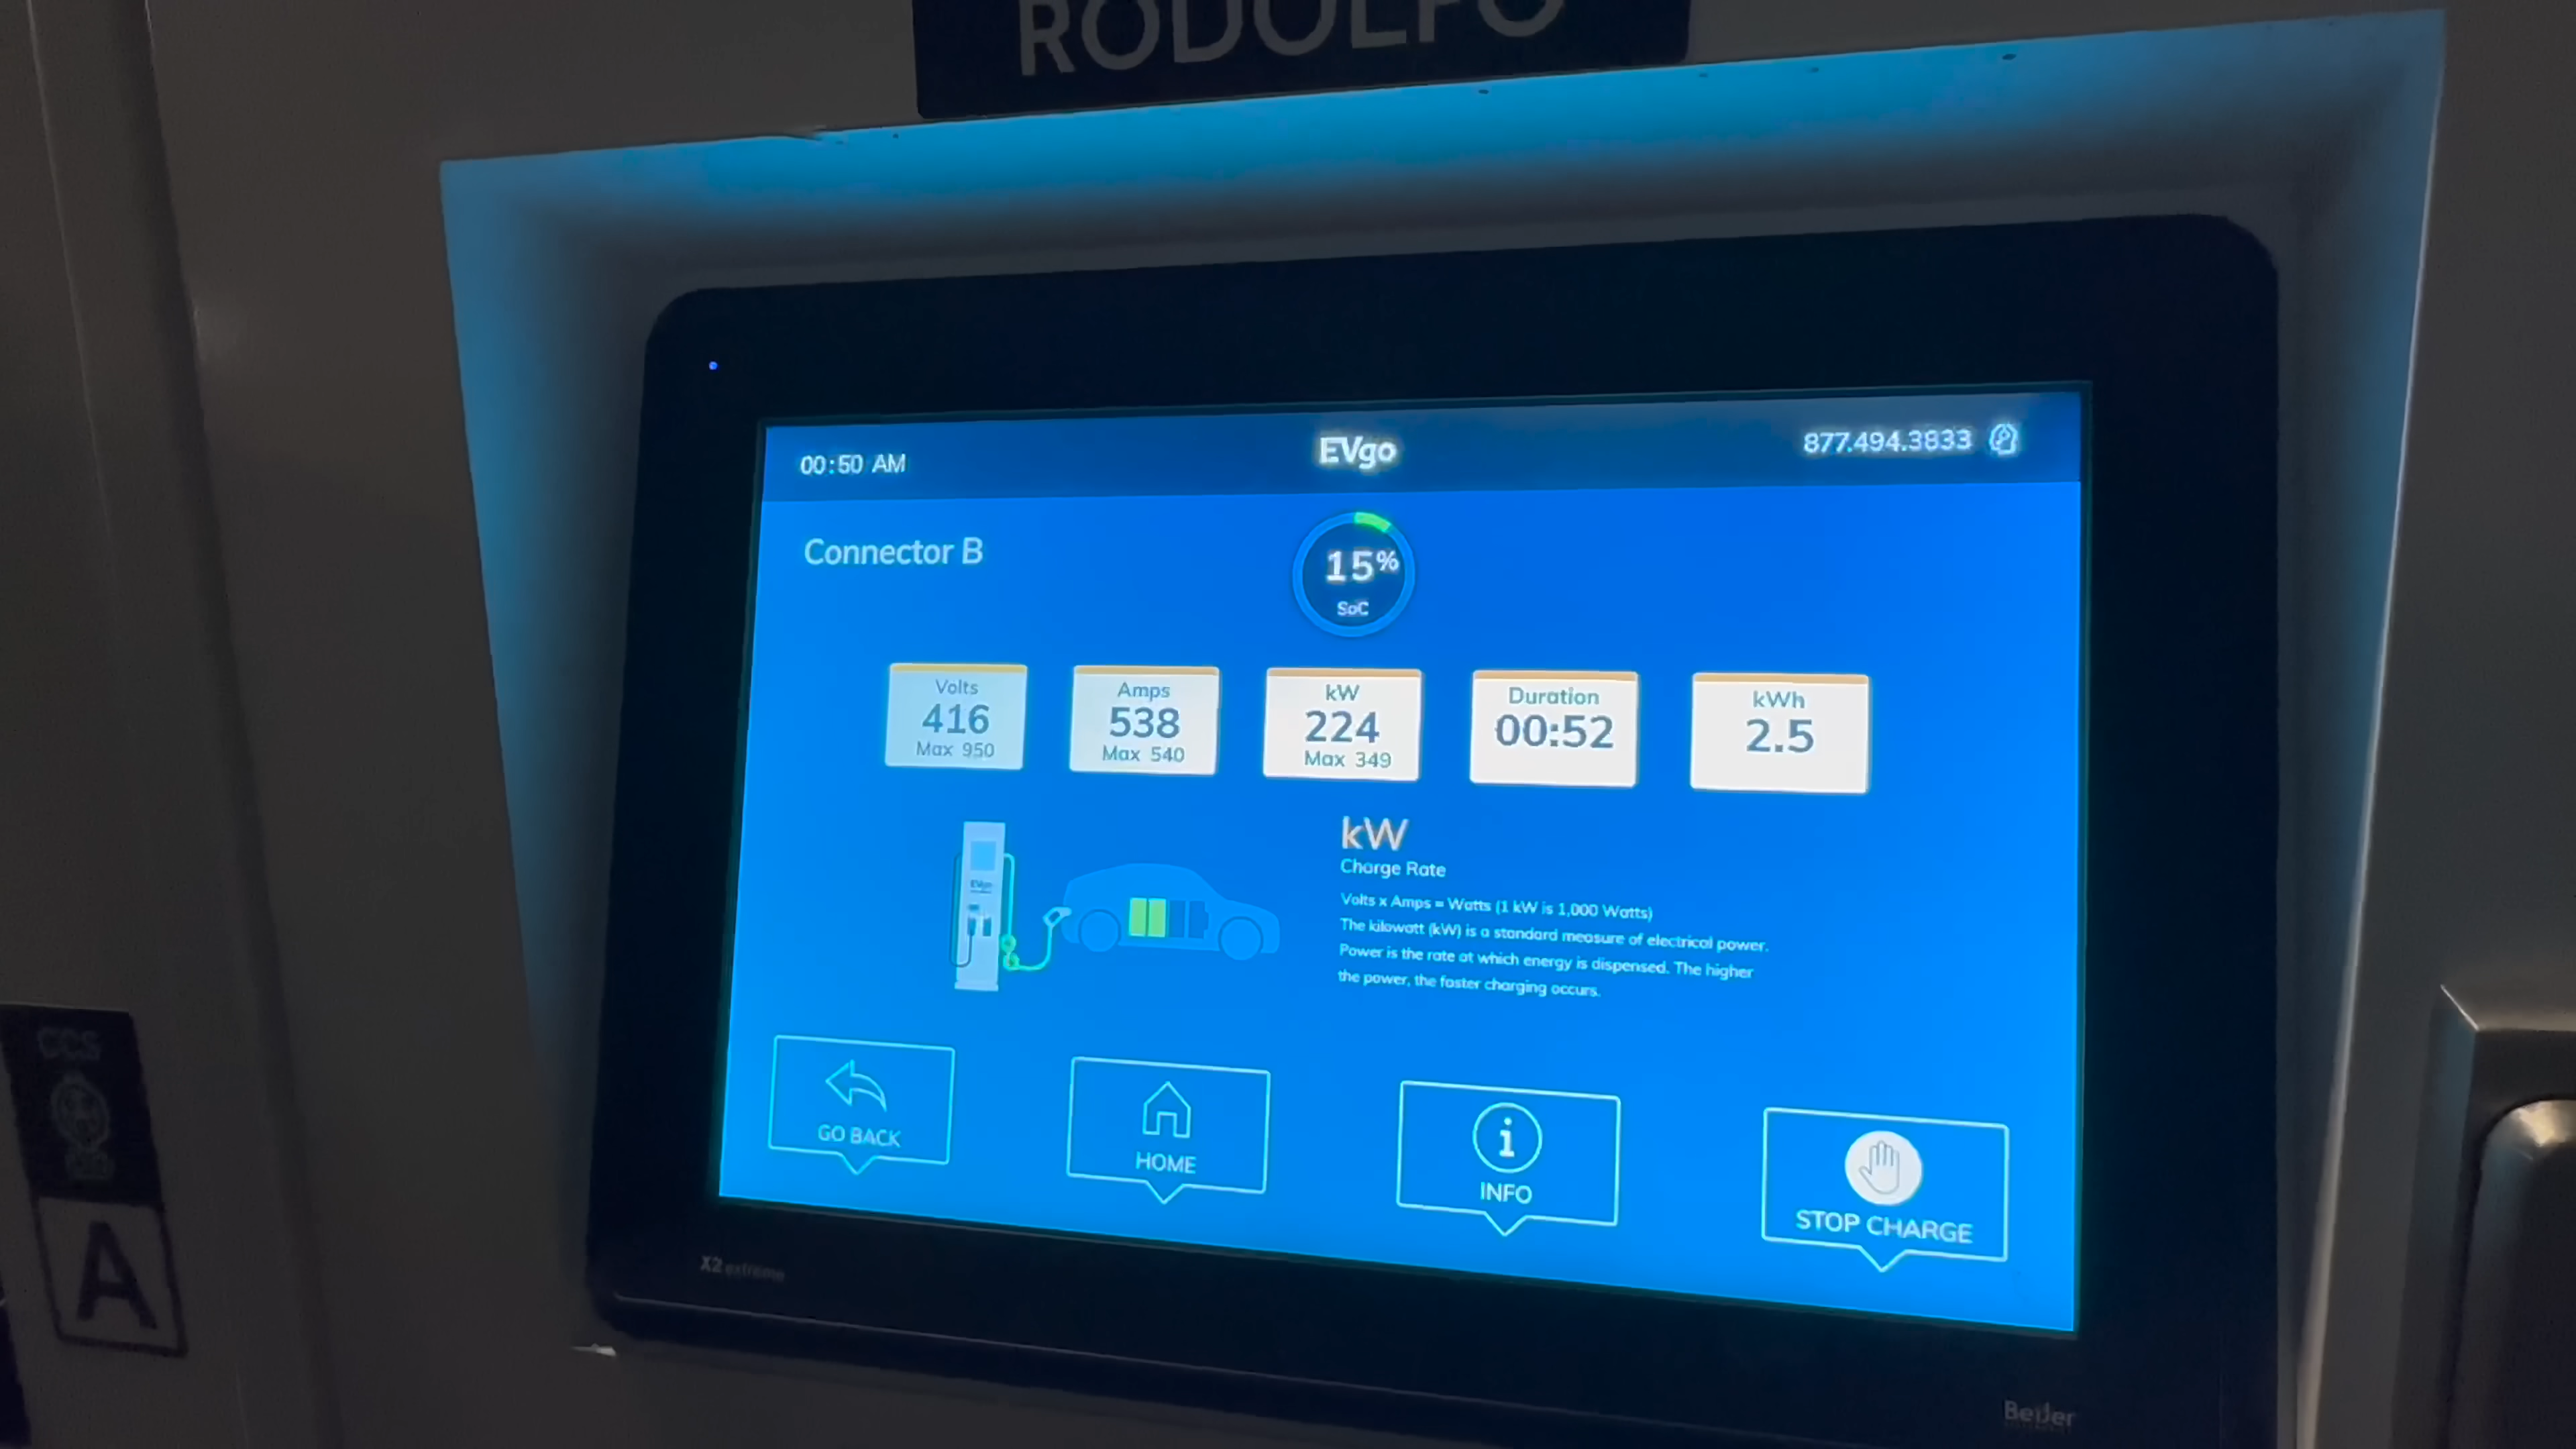 RODOLFO
00:50 AM
EVgo
877.494.3833
Connector B
15%
SoC
Volts
416
Max 950
Amps
538
Max 540
kW
224
Max 349
Duration
00:52
kWh
2.5
EVgo
kW
Charge Rate
Volts x Amps = Watts (1 kW is 1,000 Watts)
The kilowatt (kW) is a standard measure of electrical power.
Power is the rate at which energy is dispensed. The higher
the power, the faster charging occurs.
GO BACK
HOME
INFO
STOP CHARGE
X2 extreme
Beijer
CCS
A